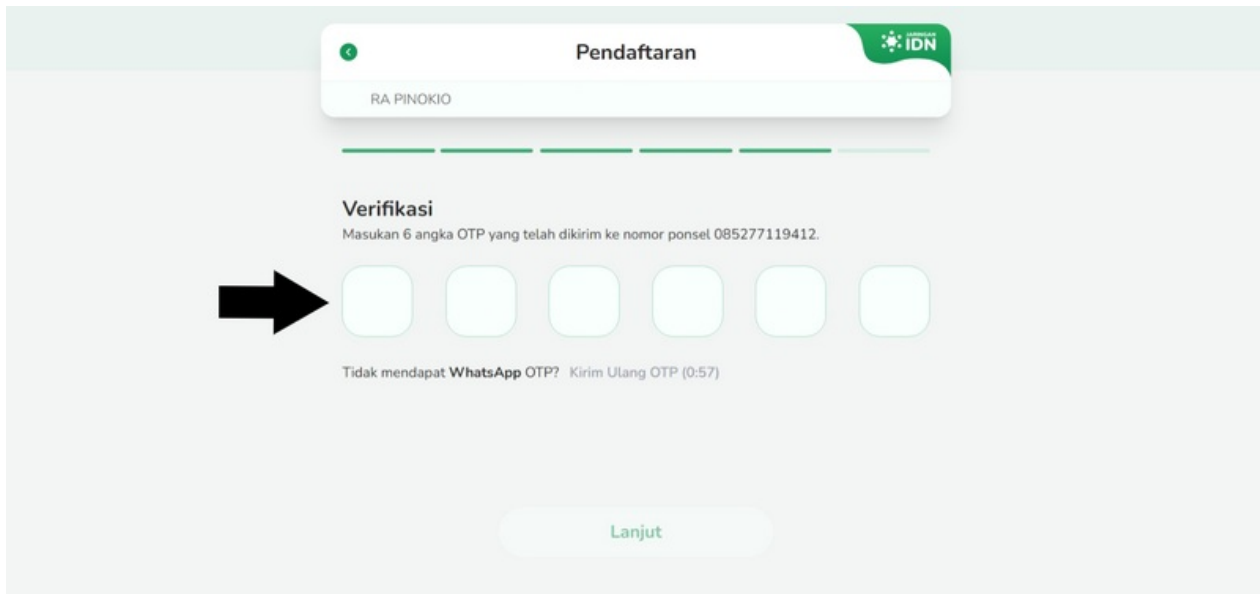 Pendaftaran
JARINGAN
IDN
RA PINOKIO
Verifikasi
Masukan 6 angka OTP yang telah dikirim ke nomor ponsel 085277119412.
Tidak mendapat WhatsApp OTP? Kirim Ulang OTP (0:57)
Lanjut